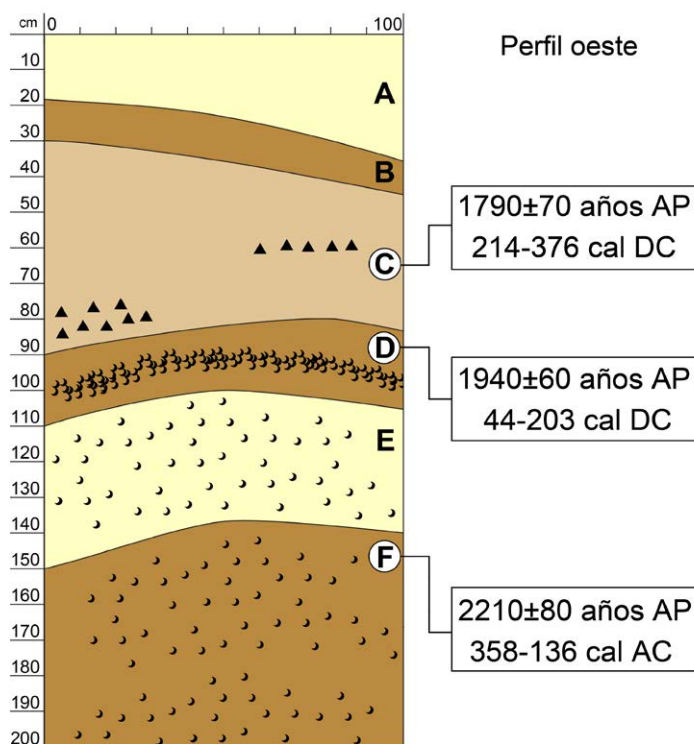 cm 0 100
Perfil oeste
10
20
30
40
50
60
70
80
90
100
110
120
130
140
150
160
170
180
190
200
A
B
C
D
E
F
1790±70 años AP
214-376 cal DC
1940±60 años AP
44-203 cal DC
2210±80 años AP
358-136 cal AC